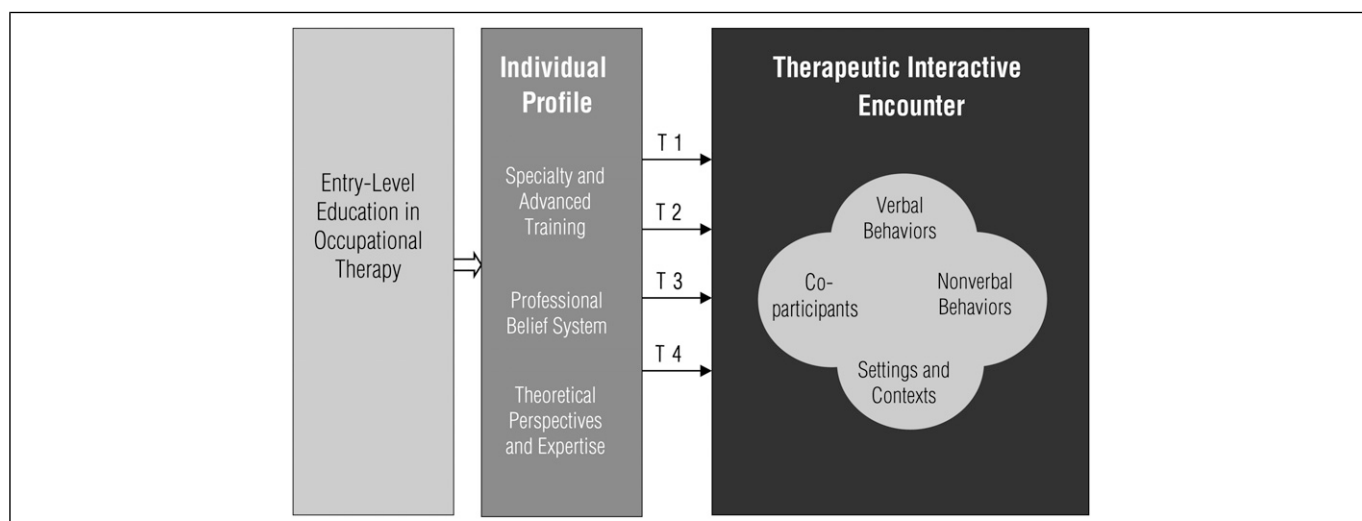 Entry-Level
Education in
Occupational
Therapy
Individual
Profile
Specialty and
Advanced
Training
Professional
Belief System
Theoretical
Perspectives
and Expertise
T 1
T 2
T 3
T 4
Therapeutic Interactive
Encounter
Verbal
Behaviors
Co-
participants
Nonverbal
Behaviors
Settings and
Contexts